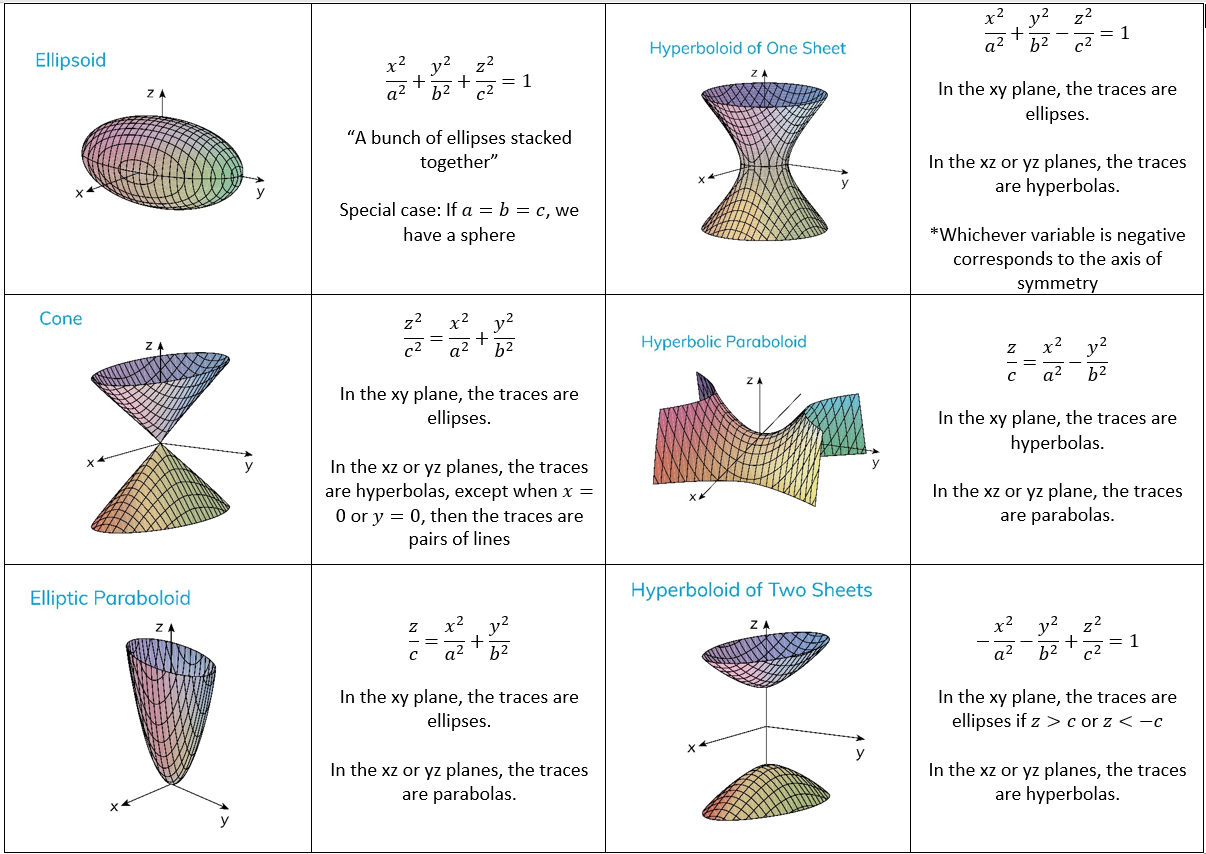 Ellipsoid
z
x
y
x²/a² + y²/b² + z²/c² = 1
“A bunch of ellipses stacked
together”
Special case: If a = b = c, we
have a sphere
Hyperboloid of One Sheet
z
x
y
x²/a² + y²/b² − z²/c² = 1
In the xy plane, the traces are
ellipses.
In the xz or yz planes, the traces
are hyperbolas.
*Whichever variable is negative
corresponds to the axis of
symmetry
Cone
z
x
y
z²/c² = x²/a² + y²/b²
In the xy plane, the traces are
ellipses.
In the xz or yz planes, the traces
are hyperbolas, except when x =
0 or y = 0, then the traces are
pairs of lines
Hyperbolic Paraboloid
z
y
x
z/c = x²/a² − y²/b²
In the xy plane, the traces are
hyperbolas.
In the xz or yz plane, the traces
are parabolas.
Elliptic Paraboloid
z
x
y
z/c = x²/a² + y²/b²
In the xy plane, the traces are
ellipses.
In the xz or yz planes, the traces
are parabolas.
Hyperboloid of Two Sheets
z
x
y
−x²/a² − y²/b² + z²/c² = 1
In the xy plane, the traces are
ellipses if z > c or z < −c
In the xz or yz planes, the traces
are hyperbolas.